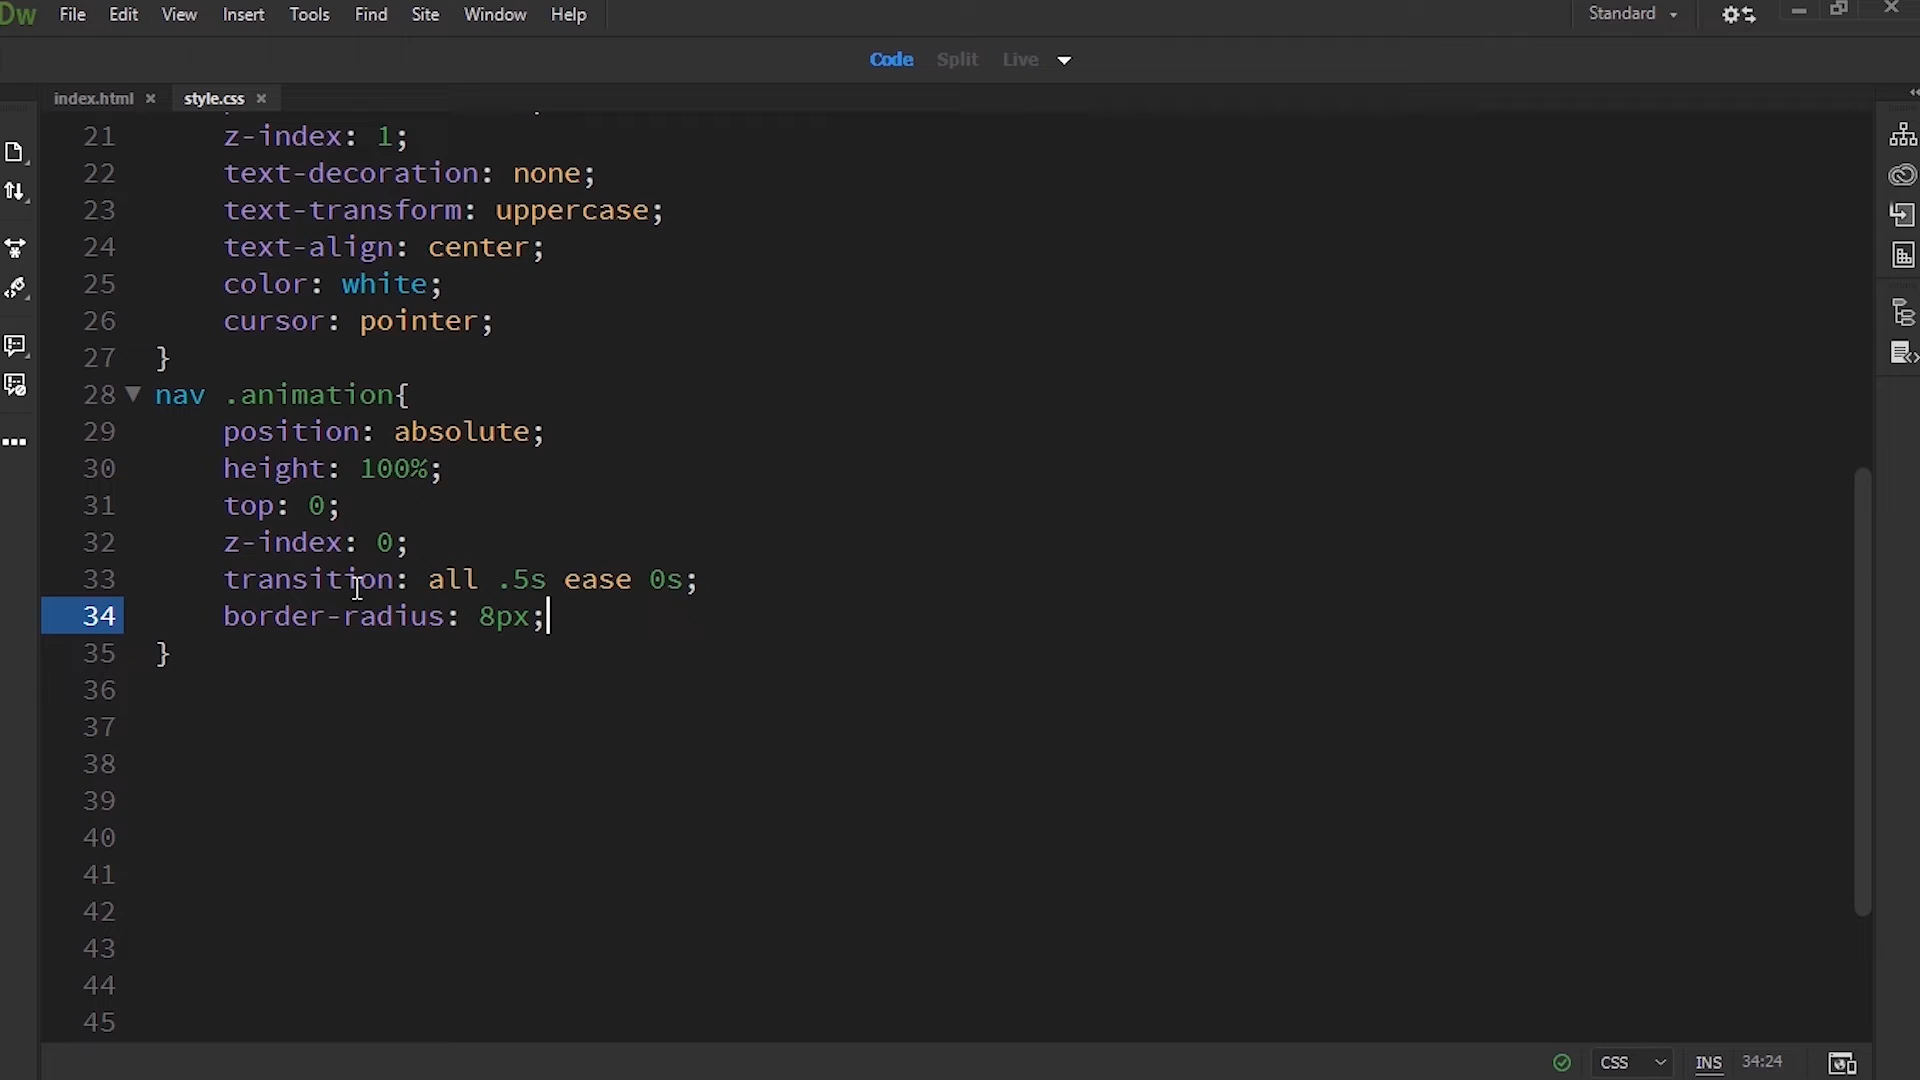 Dw File Edit View Insert Tools Find Site Window Help Standard
Code Split Live
index.html × style.css ×
21 z-index: 1;
22 text-decoration: none;
23 text-transform: uppercase;
24 text-align: center;
25 color: white;
26 cursor: pointer;
27 }
28 nav .animation{
29 position: absolute;
30 height: 100%;
31 top: 0;
32 z-index: 0;
33 transition: all .5s ease 0s;
34 border-radius: 8px;
35 }
36
37
38
39
40
41
42
43
44
45
CSS INS 34:24